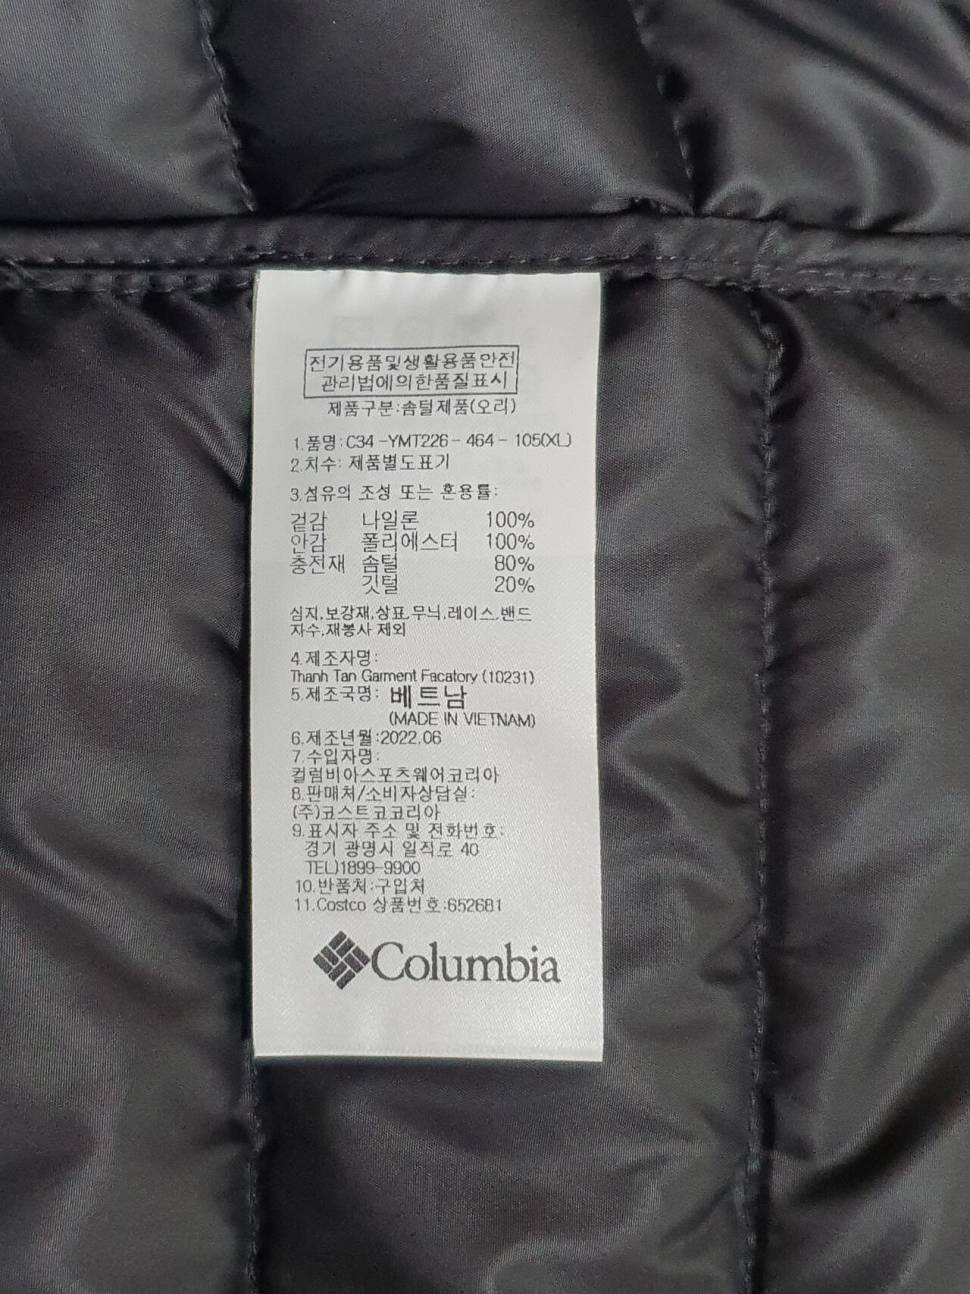 전기용품및생활용품안전
관리법에의한품질표시
제품구분:솜털제품(오리)
1.품명:C34-YMT226-464-105(XL)
2.치수: 제품별도표기
3.섬유의 조성 또는 혼용률:
겉감 나일론 100%
안감 폴리에스터 100%
충전재 솜털 80%
깃털 20%
심지,보강재,상표,무늬,레이스,밴드
자수,재봉사 제외
4.제조자명:
Thanh Tan Garment Facatory (10231)
5.제조국명: 베트남
(MADE IN VIETNAM)
6.제조년월:2022.06
7.수입자명:
컬럼비아스포츠웨어코리아
8.판매처/소비자상담실:
(주)코스트코코리아
9.표시자 주소 및 전화번호:
경기 광명시 일직로 40
TEL)1899-9900
10.반품처:구입처
11.Costco 상품번호:652681
Columbia